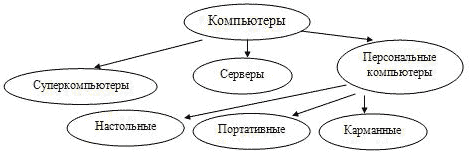 Компьютеры
Суперкомпьютеры
Серверы
Персональные
компьютеры
Настольные
Портативные
Карманные